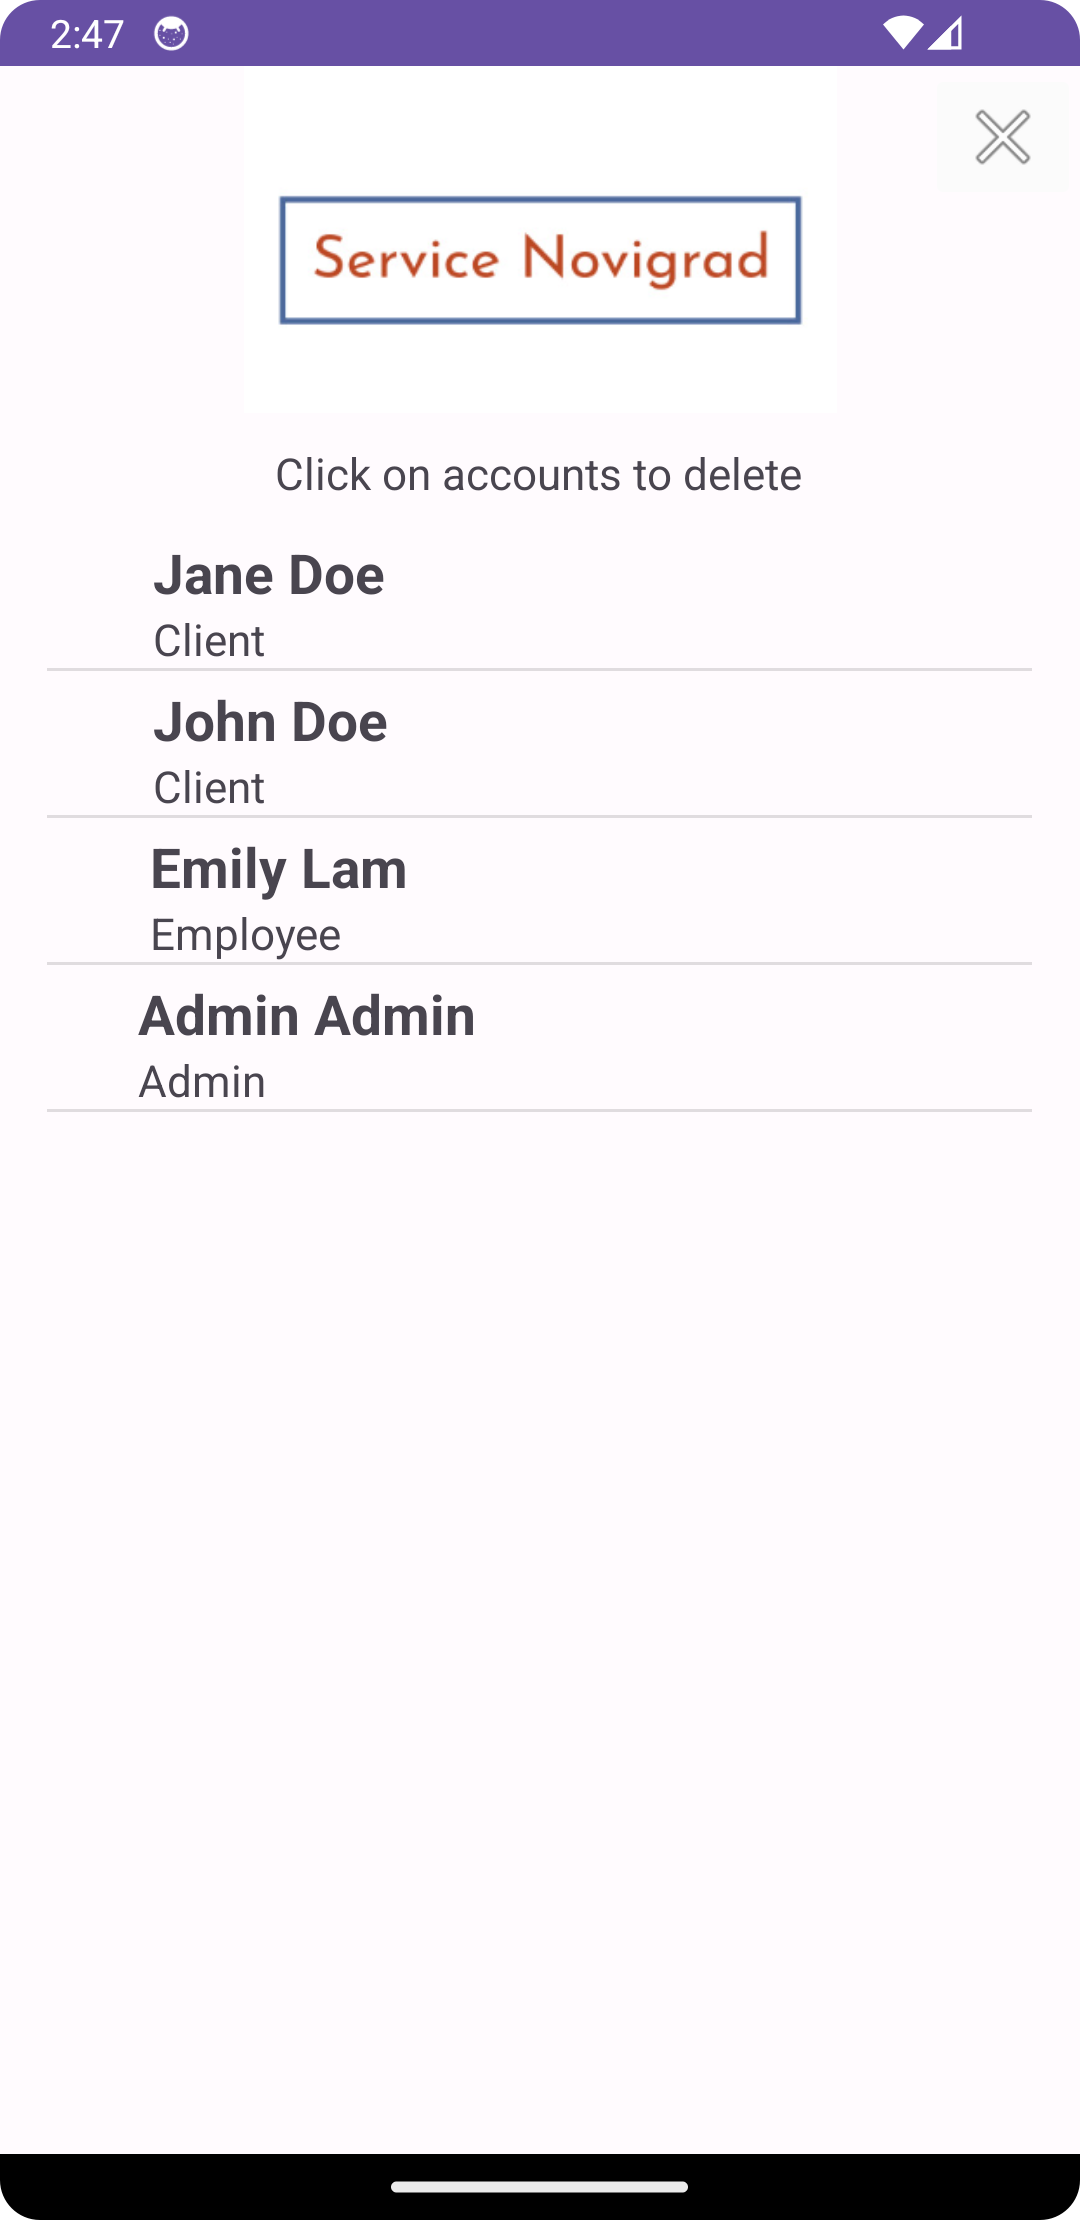 2:47
Service Novigrad
Click on accounts to delete
Jane Doe
Client
John Doe
Client
Emily Lam
Employee
Admin Admin
Admin